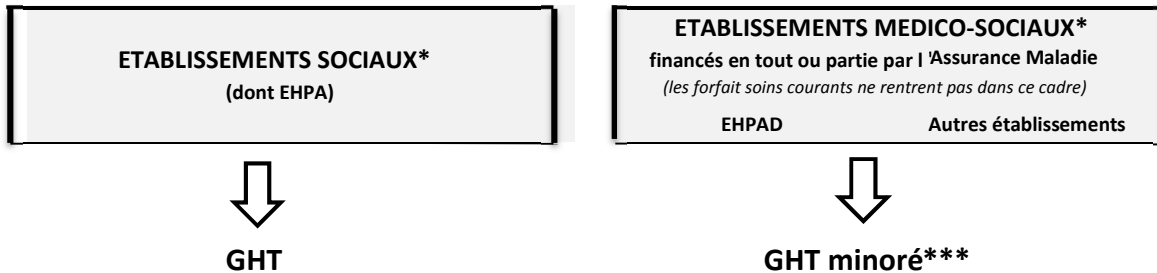 ETABLISSEMENTS SOCIAUX*
(dont EHPA)
ETABLISSEMENTS MEDICO-SOCIAUX*
financés en tout ou partie par l 'Assurance Maladie
(les forfait soins courants ne rentrent pas dans ce cadre)
EHPAD Autres établissements
GHT
GHT minoré***